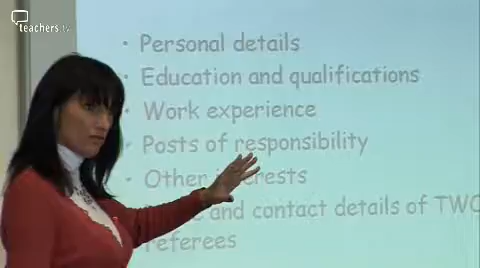 teachers tv
• Personal details
• Education and qualifications
• Work experience
• Posts of responsibility
• Other
and contact details of TWO
referees